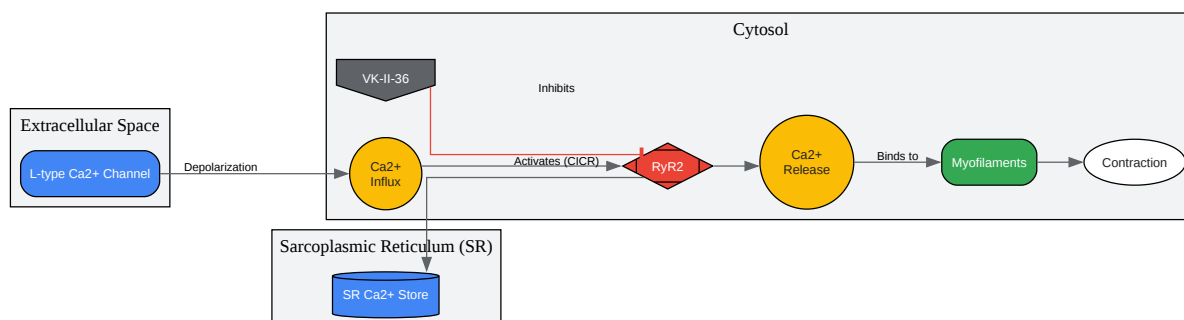 Cytosol
VK-II-36
Inhibits
Extracellular Space
L-type Ca2+ Channel
Depolarization
Ca2+
Influx
Activates (CICR)
RyR2
Ca2+
Release
Binds to
Myofilaments
Contraction
Sarcoplasmic Reticulum (SR)
SR Ca2+ Store